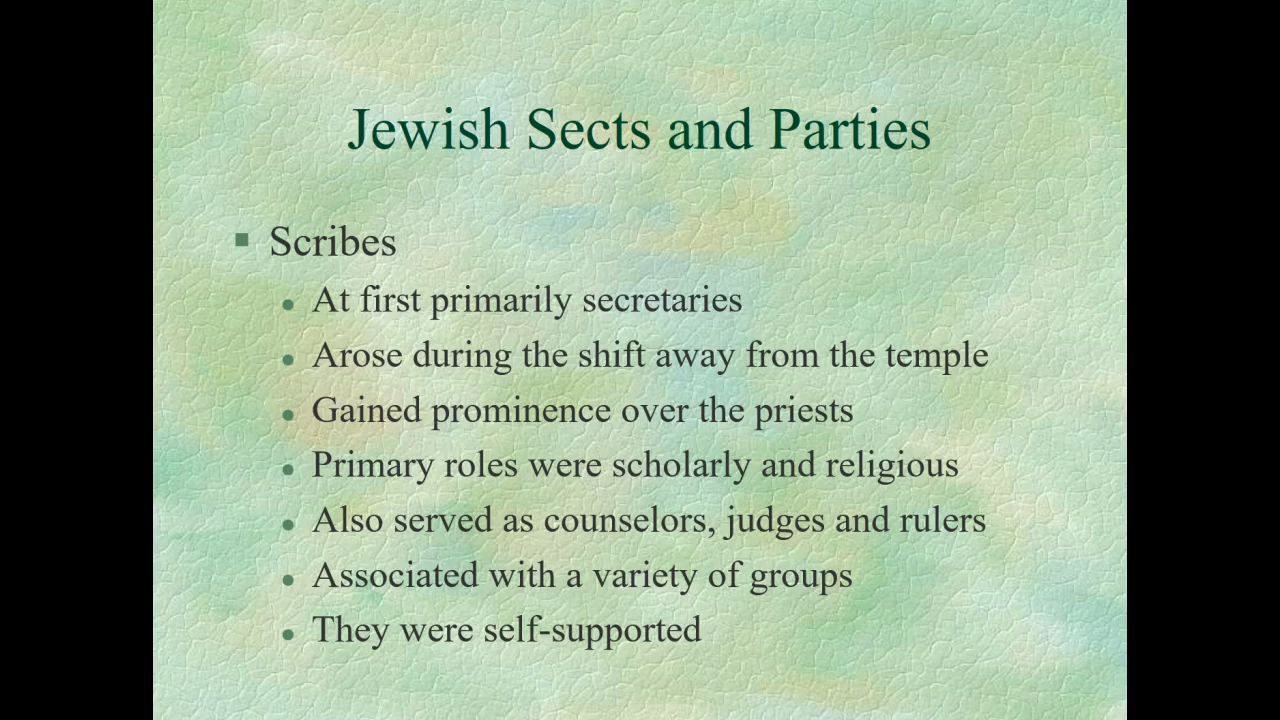 Jewish Sects and Parties
Scribes
At first primarily secretaries
Arose during the shift away from the temple
Gained prominence over the priests
Primary roles were scholarly and religious
Also served as counselors, judges and rulers
Associated with a variety of groups
They were self-supported